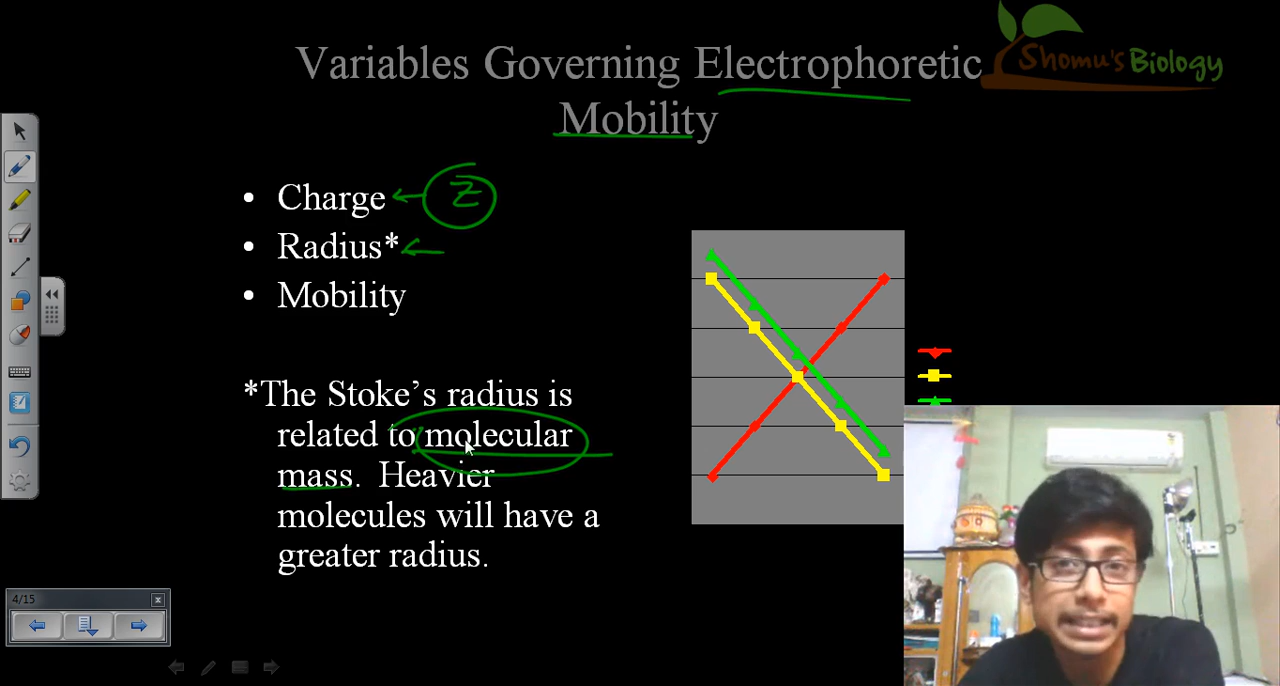 Variables Governing Electrophoretic
Mobility
Shomu's Biology
• Charge
Z
• Radius*
• Mobility
*The Stoke's radius is
related to molecular
mass. Heavier
molecules will have a
greater radius.
4/15